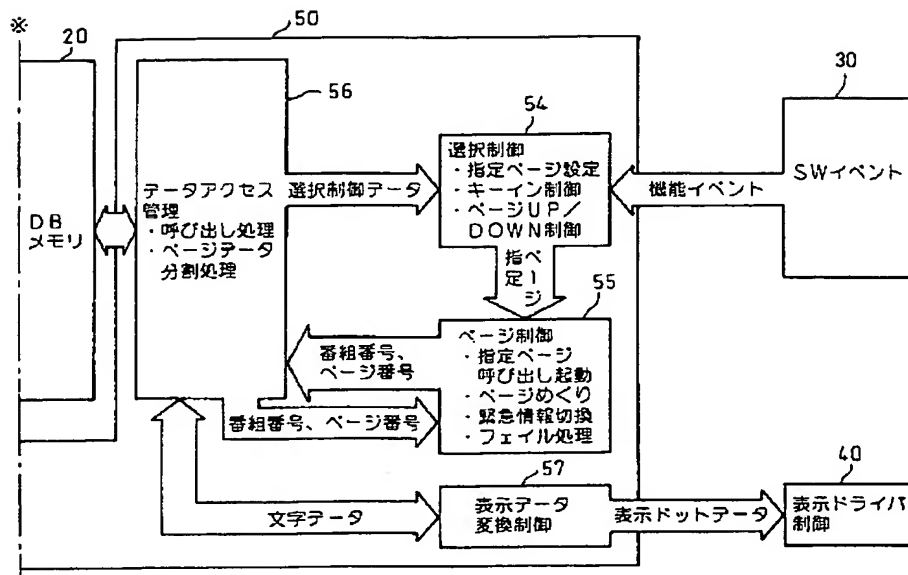 ※
20
50
30
56
54
DB
メモリ
データアクセス
管理
・呼び出し処理
・ページデータ
分割処理
選択制御データ
選択制御
・指定ページ設定
・キーイン制御
・ページUP／
DOWN制御
機能イベント
SWイベント
指定ページ
55
番組番号、
ページ番号
ページ制御
・指定ページ
呼び出し起動
・ページめくり
・緊急情報切換
・フェイル処理
番組番号、ページ番号
57
40
文字データ
表示データ
変換制御
表示ドットデータ
表示ドライバ
制御